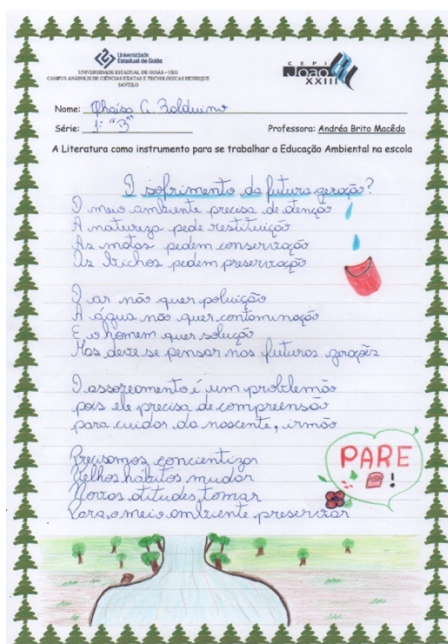 Universidade
Estadual de Goiás
UNIVERSIDADE ESTADUAL DE GOIÁS – UEG
CAMPUS ANÁPOLIS DE CIÊNCIAS EXATAS E TECNOLÓGICAS HENRIQUE
SANTILLO
CEPI
João
XXIII
Nome: G. Balduino
Série: 1ª "B"
Professora: Andréa Brito Macêdo
A Literatura como instrumento para se trabalhar a Educação Ambiental na escola
O sofrimento da futura geração?
O meio ambiente precisa de atenção
A natureza pede restituição
As matas pedem conservação
Os bichos pedem preservação
O ar não quer poluição
A água não quer contaminação
E o homem quer solução
Mas deve se pensar nas futuras gerações
O assoreamento é um problemão
pois ele precisa de compreensão
para cuidar da nascente, irmão
Precisamos concientizar
Velhos hábitos mudar
Novas atitudes, tomar
Para o meio ambiente preservar
PARE
!